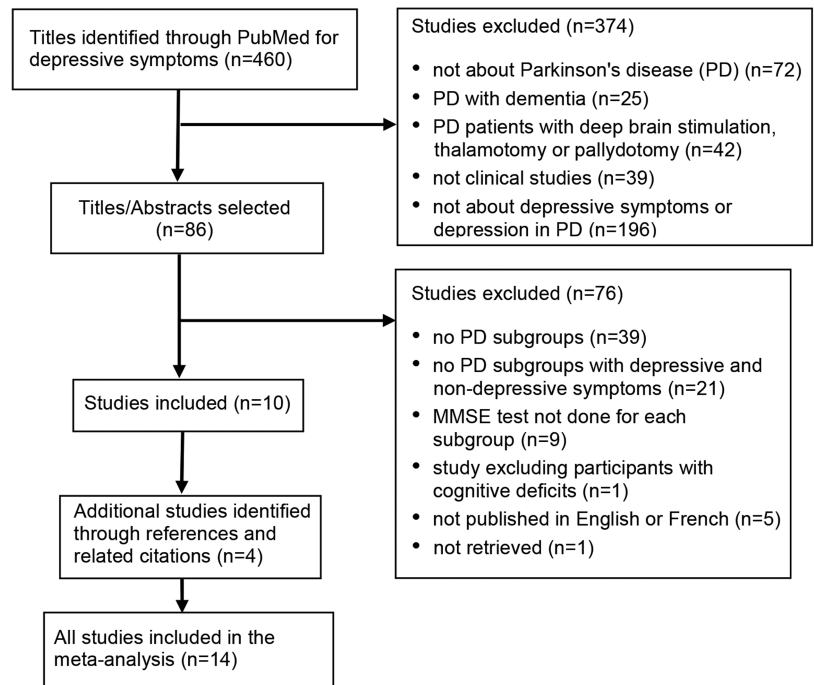 Titles identified through PubMed for
depressive symptoms (n=460)
Studies excluded (n=374)
• not about Parkinson's disease (PD) (n=72)
• PD with dementia (n=25)
• PD patients with deep brain stimulation,
thalamotomy or pallydotomy (n=42)
• not clinical studies (n=39)
• not about depressive symptoms or
depression in PD (n=196)
Titles/Abstracts selected
(n=86)
Studies excluded (n=76)
• no PD subgroups (n=39)
• no PD subgroups with depressive and
non-depressive symptoms (n=21)
• MMSE test not done for each
subgroup (n=9)
• study excluding participants with
cognitive deficits (n=1)
• not published in English or French (n=5)
• not retrieved (n=1)
Studies included (n=10)
Additional studies identified
through references and
related citations (n=4)
All studies included in the
meta-analysis (n=14)